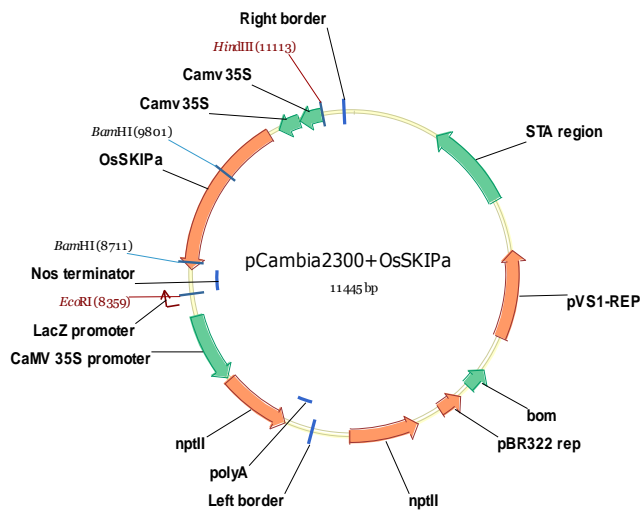 Right border
HindIII (11113)
Camv 35S
Camv 35S
BamHI (9801)
OsSKIPa
STA region
BamHI (8711)
Nos terminator
EcoRI (8359)
LacZ promoter
CaMV 35S promoter
pCambia2300+OsSKIPa
11445 bp
pVS1-REP
bom
pBR322 rep
nptII
polyA
Left border
nptII